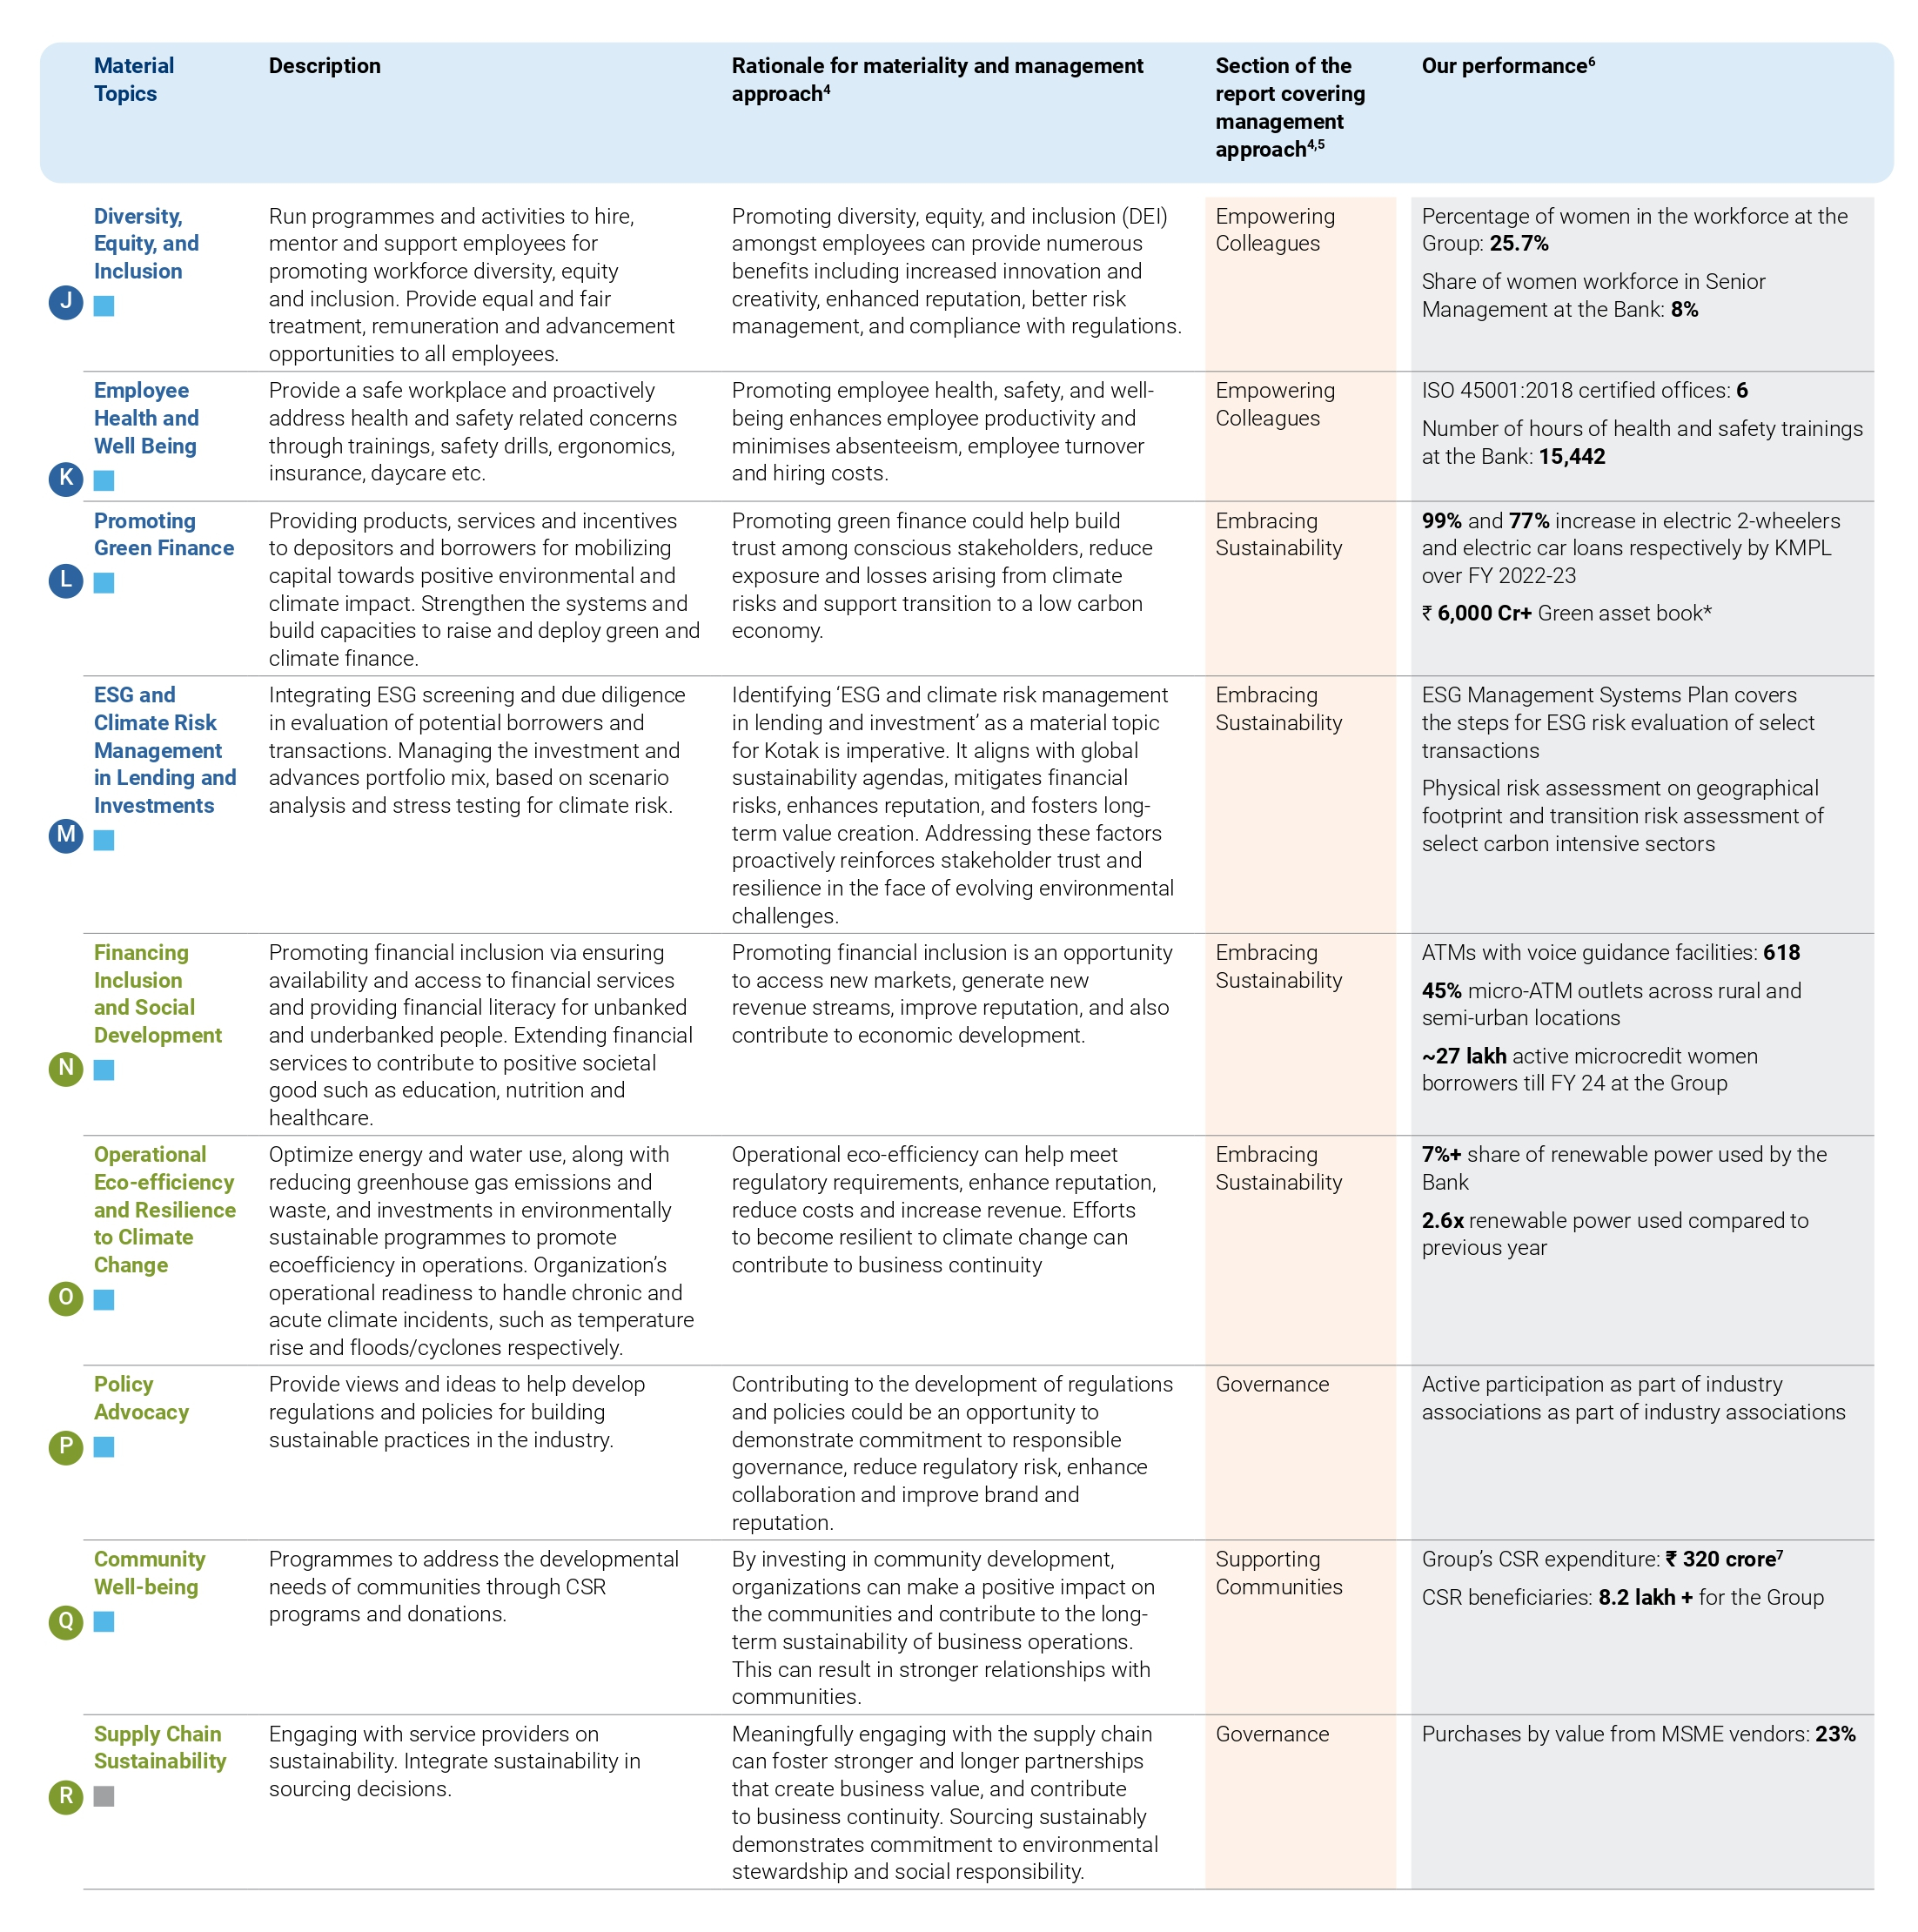 Material
Topics
Description
Rationale for materiality and management
approach4
Section of the
report covering
management
approach4,5
Our performance6
Diversity,
Equity, and
Inclusion
J
Run programmes and activities to hire,
mentor and support employees for
promoting workforce diversity, equity
and inclusion. Provide equal and fair
treatment, remuneration and advancement
opportunities to all employees.
Promoting diversity, equity, and inclusion (DEI)
amongst employees can provide numerous
benefits including increased innovation and
creativity, enhanced reputation, better risk
management, and compliance with regulations.
Empowering
Colleagues
Percentage of women in the workforce at the
Group: 25.7%
Share of women workforce in Senior
Management at the Bank: 8%
Employee
Health and
Well Being
K
Provide a safe workplace and proactively
address health and safety related concerns
through trainings, safety drills, ergonomics,
insurance, daycare etc.
Promoting employee health, safety, and well-
being enhances employee productivity and
minimises absenteeism, employee turnover
and hiring costs.
Empowering
Colleagues
ISO 45001:2018 certified offices: 6
Number of hours of health and safety trainings
at the Bank: 15,442
Promoting
Green Finance
L
Providing products, services and incentives
to depositors and borrowers for mobilizing
capital towards positive environmental and
climate impact. Strengthen the systems and
build capacities to raise and deploy green and
climate finance.
Promoting green finance could help build
trust among conscious stakeholders, reduce
exposure and losses arising from climate
risks and support transition to a low carbon
economy.
Embracing
Sustainability
99% and 77% increase in electric 2-wheelers
and electric car loans respectively by KMPL
over FY 2022-23
₹ 6,000 Cr+ Green asset book*
ESG and
Climate Risk
Management
in Lending and
Investments
M
Integrating ESG screening and due diligence
in evaluation of potential borrowers and
transactions. Managing the investment and
advances portfolio mix, based on scenario
analysis and stress testing for climate risk.
Identifying ‘ESG and climate risk management
in lending and investment’ as a material topic
for Kotak is imperative. It aligns with global
sustainability agendas, mitigates financial
risks, enhances reputation, and fosters long-
term value creation. Addressing these factors
proactively reinforces stakeholder trust and
resilience in the face of evolving environmental
challenges.
Embracing
Sustainability
ESG Management Systems Plan covers
the steps for ESG risk evaluation of select
transactions
Physical risk assessment on geographical
footprint and transition risk assessment of
select carbon intensive sectors
Financing
Inclusion
and Social
Development
N
Promoting financial inclusion via ensuring
availability and access to financial services
and providing financial literacy for unbanked
and underbanked people. Extending financial
services to contribute to positive societal
good such as education, nutrition and
healthcare.
Promoting financial inclusion is an opportunity
to access new markets, generate new
revenue streams, improve reputation, and also
contribute to economic development.
Embracing
Sustainability
ATMs with voice guidance facilities: 618
45% micro-ATM outlets across rural and
semi-urban locations
~27 lakh active microcredit women
borrowers till FY 24 at the Group
Operational
Eco-efficiency
and Resilience
to Climate
Change
O
Optimize energy and water use, along with
reducing greenhouse gas emissions and
waste, and investments in environmentally
sustainable programmes to promote
ecoefficiency in operations. Organization’s
operational readiness to handle chronic and
acute climate incidents, such as temperature
rise and floods/cyclones respectively.
Operational eco-efficiency can help meet
regulatory requirements, enhance reputation,
reduce costs and increase revenue. Efforts
to become resilient to climate change can
contribute to business continuity
Embracing
Sustainability
7%+ share of renewable power used by the
Bank
2.6x renewable power used compared to
previous year
Policy
Advocacy
P
Provide views and ideas to help develop
regulations and policies for building
sustainable practices in the industry.
Contributing to the development of regulations
and policies could be an opportunity to
demonstrate commitment to responsible
governance, reduce regulatory risk, enhance
collaboration and improve brand and
reputation.
Governance
Active participation as part of industry
associations as part of industry associations
Community
Well-being
Q
Programmes to address the developmental
needs of communities through CSR
programs and donations.
By investing in community development,
organizations can make a positive impact on
the communities and contribute to the long-
term sustainability of business operations.
This can result in stronger relationships with
communities.
Supporting
Communities
Group’s CSR expenditure: ₹ 320 crore7
CSR beneficiaries: 8.2 lakh + for the Group
Supply Chain
Sustainability
R
Engaging with service providers on
sustainability. Integrate sustainability in
sourcing decisions.
Meaningfully engaging with the supply chain
can foster stronger and longer partnerships
that create business value, and contribute
to business continuity. Sourcing sustainably
demonstrates commitment to environmental
stewardship and social responsibility.
Governance
Purchases by value from MSME vendors: 23%